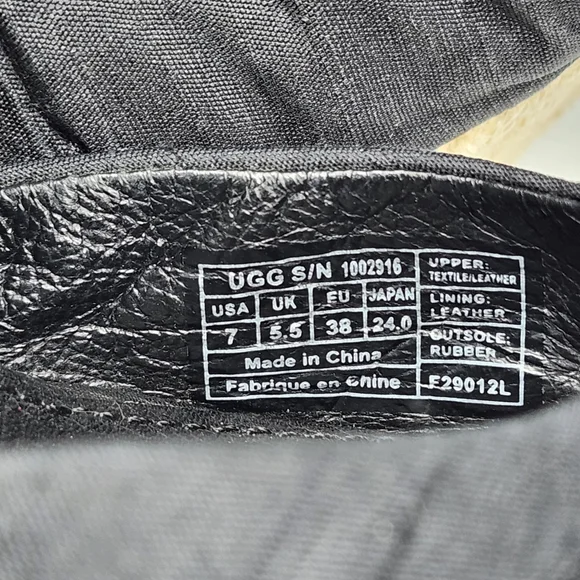 UGG S/N 1002916
USA UK EU JAPAN
7 5.5 38 24.0
Made in China
Fabrique en Chine
UPPER:
TEXTILE/LEATHER
LINING:
LEATHER
OUTSOLE:
RUBBER
F29012L